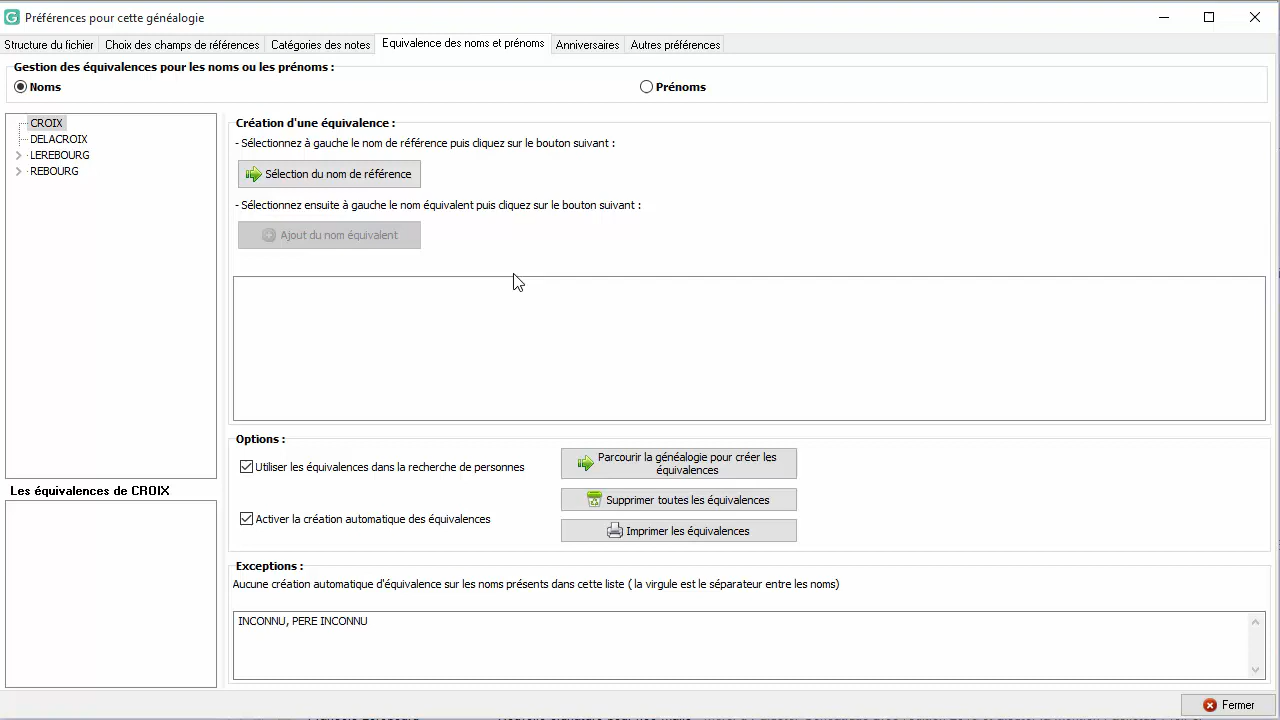 Préférences pour cette généalogie
Structure du fichier
Choix des champs de références
Catégories des notes
Equivalence des noms et prénoms
Anniversaires
Autres préférences
Gestion des équivalences pour les noms ou les prénoms :
Noms
Prénoms
CROIX
DELACROIX
LEREBOURG
REBOURG
Création d'une équivalence :
- Sélectionnez à gauche le nom de référence puis cliquez sur le bouton suivant :
Sélection du nom de référence
- Sélectionnez ensuite à gauche le nom équivalent puis cliquez sur le bouton suivant :
Ajout du nom équivalent
Options :
Utiliser les équivalences dans la recherche de personnes
Parcourir la généalogie pour créer les
équivalences
Supprimer toutes les équivalences
Activer la création automatique des équivalences
Imprimer les équivalences
Les équivalences de CROIX
Exceptions :
Aucune création automatique d'équivalence sur les noms présents dans cette liste ( la virgule est le séparateur entre les noms)
INCONNU, PERE INCONNU
Fermer